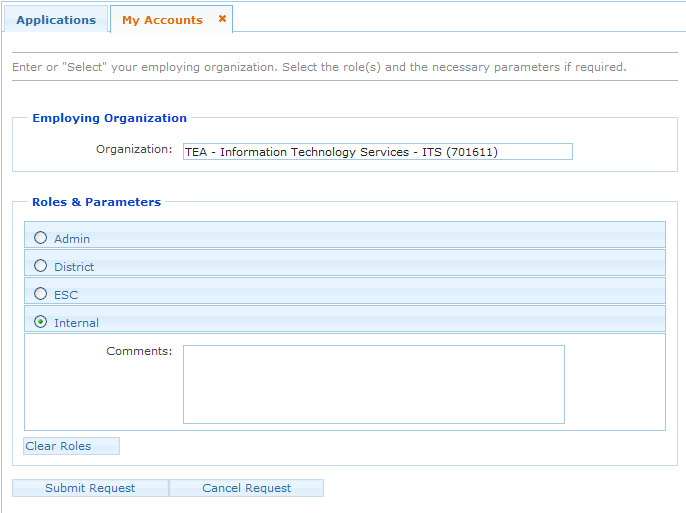 Applications
My Accounts
Enter or "Select" your employing organization. Select the role(s) and the necessary parameters if required.
Employing Organization
Organization: TEA - Information Technology Services - ITS (701611)
Roles & Parameters
Admin
District
ESC
Internal
Comments:
Clear Roles
Submit Request
Cancel Request